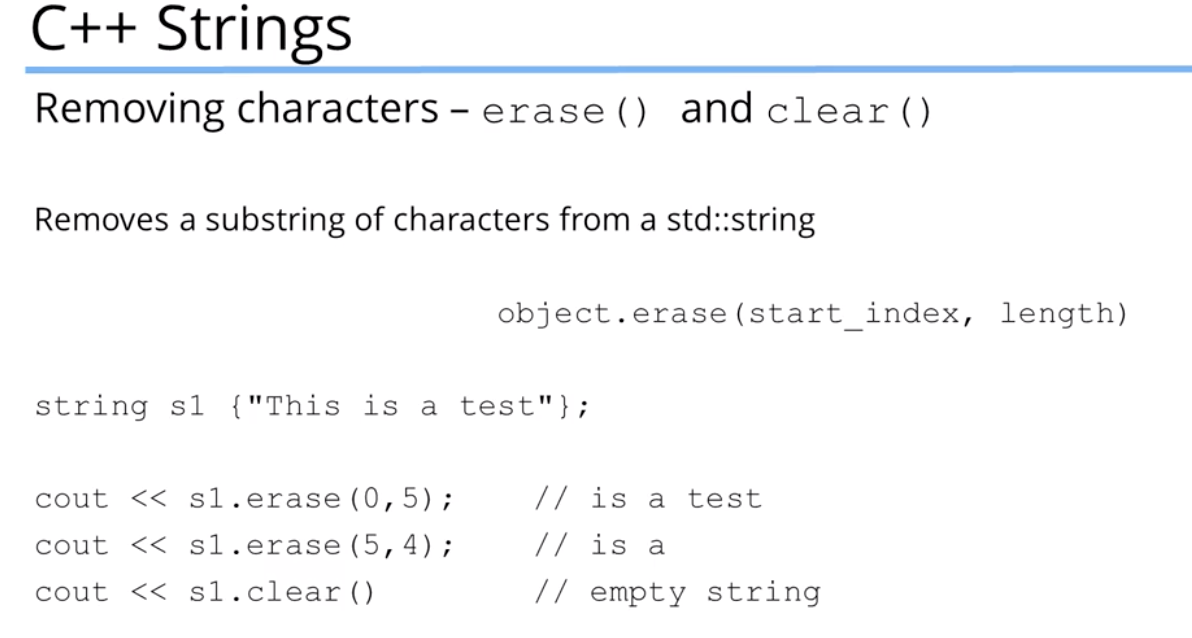 C++ Strings
Removing characters – erase() and clear()
Removes a substring of characters from a std::string
object.erase(start_index, length)
string s1 {"This is a test"};
cout << s1.erase(0,5); // is a test
cout << s1.erase(5,4); // is a
cout << s1.clear() // empty string